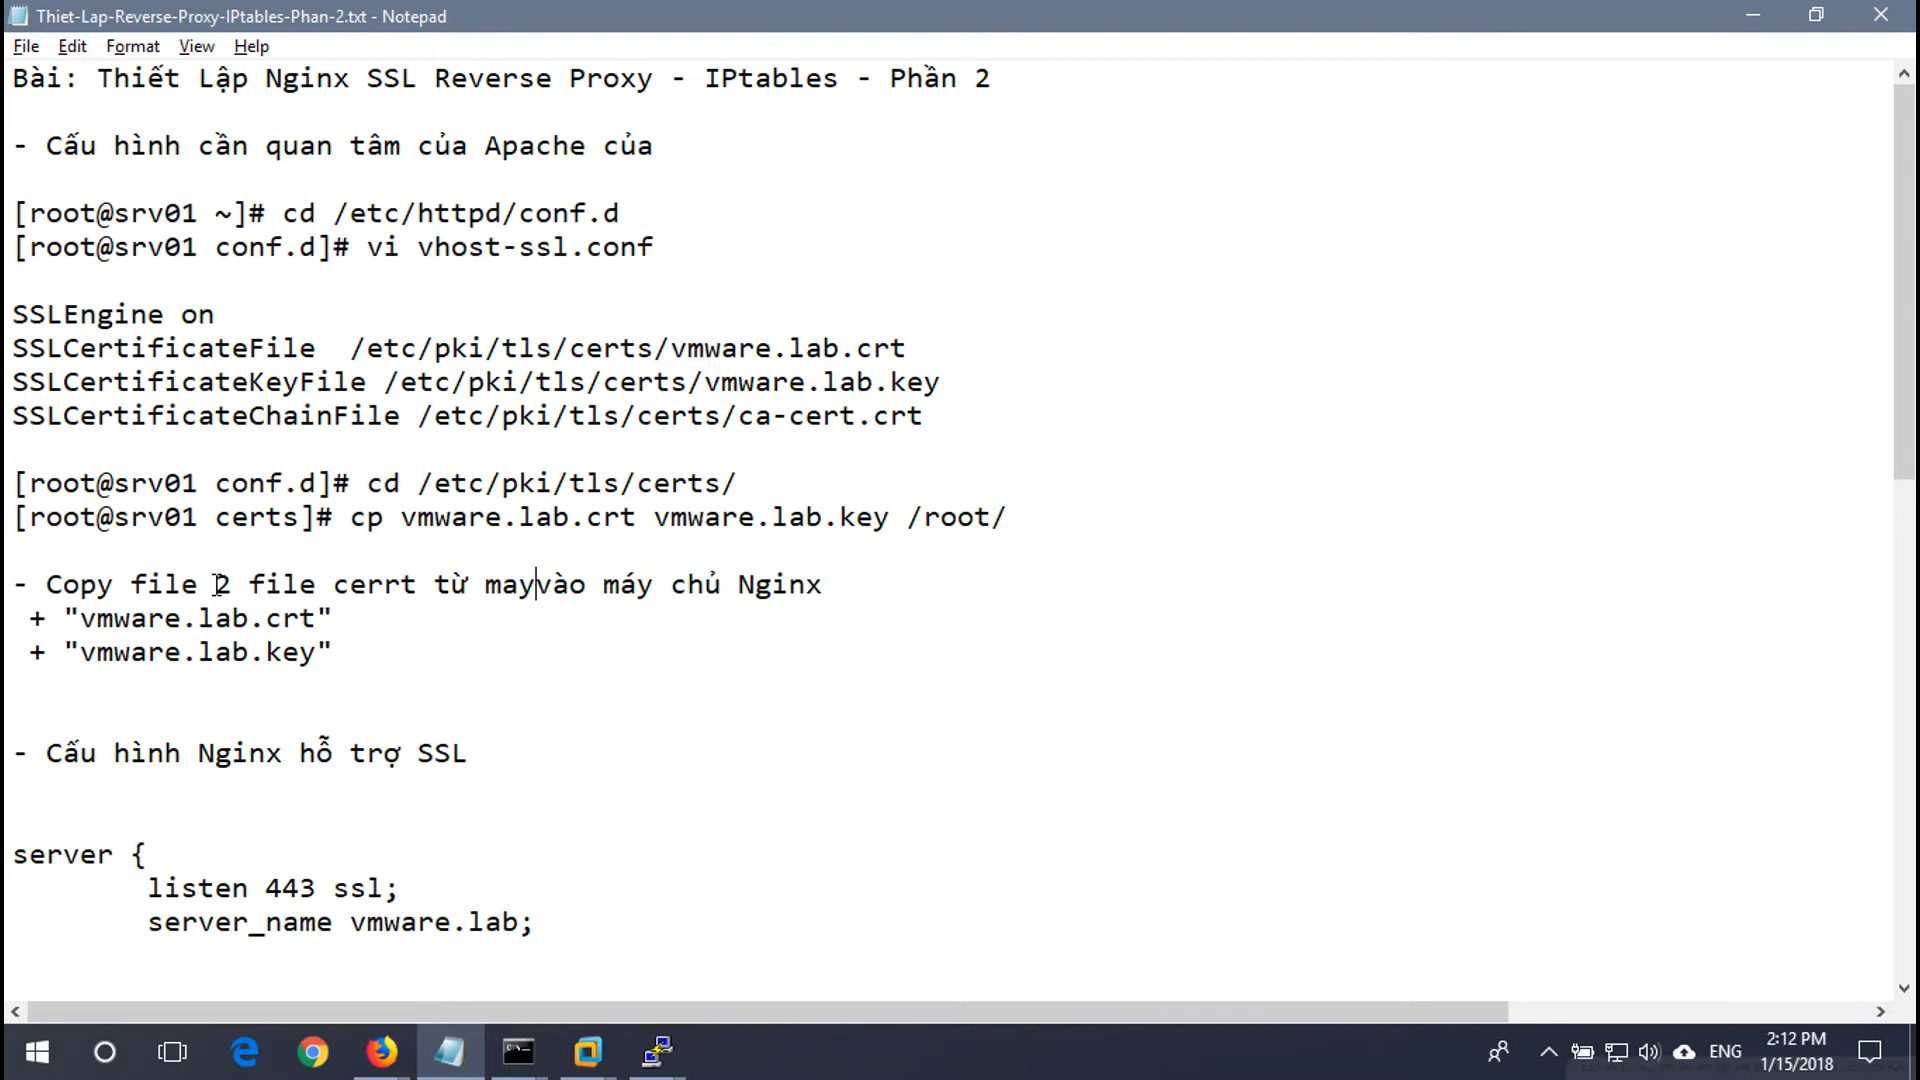 Thiet-Lap-Reverse-Proxy-IPtables-Phan-2.txt - Notepad
File Edit Format View Help
Bài: Thiết Lập Nginx SSL Reverse Proxy - IPtables - Phần 2
- Cấu hình cần quan tâm của Apache của
[root@srv01 ~]# cd /etc/httpd/conf.d
[root@srv01 conf.d]# vi vhost-ssl.conf
SSLEngine on
SSLCertificateFile  /etc/pki/tls/certs/vmware.lab.crt
SSLCertificateKeyFile /etc/pki/tls/certs/vmware.lab.key
SSLCertificateChainFile /etc/pki/tls/certs/ca-cert.crt
[root@srv01 conf.d]# cd /etc/pki/tls/certs/
[root@srv01 certs]# cp vmware.lab.crt vmware.lab.key /root/
- Copy file 2 file cerrt từ mayvào máy chủ Nginx
+ "vmware.lab.crt"
+ "vmware.lab.key"
- Cấu hình Nginx hỗ trợ SSL
server {
listen 443 ssl;
server_name vmware.lab;
ENG
2:12 PM
1/15/2018